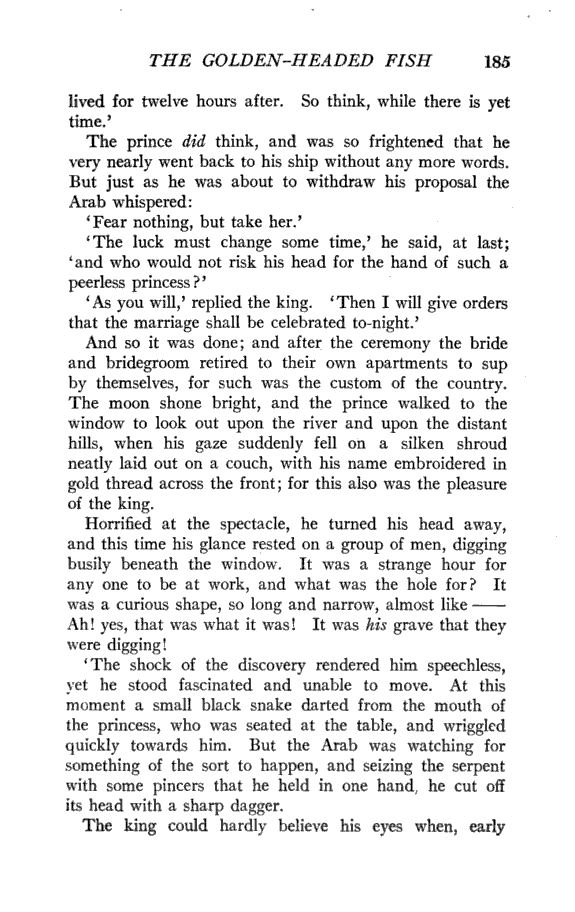 THE GOLDEN-HEADED FISH 185
lived for twelve hours after. So think, while there is yet
time.'
The prince did think, and was so frightened that he
very nearly went back to his ship without any more words.
But just as he was about to withdraw his proposal the
Arab whispered:
'Fear nothing, but take her.'
'The luck must change some time,' he said, at last;
'and who would not risk his head for the hand of such a
peerless princess?'
'As you will,' replied the king. 'Then I will give orders
that the marriage shall be celebrated to-night.'
And so it was done; and after the ceremony the bride
and bridegroom retired to their own apartments to sup
by themselves, for such was the custom of the country.
The moon shone bright, and the prince walked to the
window to look out upon the river and upon the distant
hills, when his gaze suddenly fell on a silken shroud
neatly laid out on a couch, with his name embroidered in
gold thread across the front; for this also was the pleasure
of the king.
Horrified at the spectacle, he turned his head away,
and this time his glance rested on a group of men, digging
busily beneath the window. It was a strange hour for
any one to be at work, and what was the hole for? It
was a curious shape, so long and narrow, almost like ——
Ah! yes, that was what it was! It was his grave that they
were digging!
'The shock of the discovery rendered him speechless,
yet he stood fascinated and unable to move. At this
moment a small black snake darted from the mouth of
the princess, who was seated at the table, and wriggled
quickly towards him. But the Arab was watching for
something of the sort to happen, and seizing the serpent
with some pincers that he held in one hand, he cut off
its head with a sharp dagger.
The king could hardly believe his eyes when, early